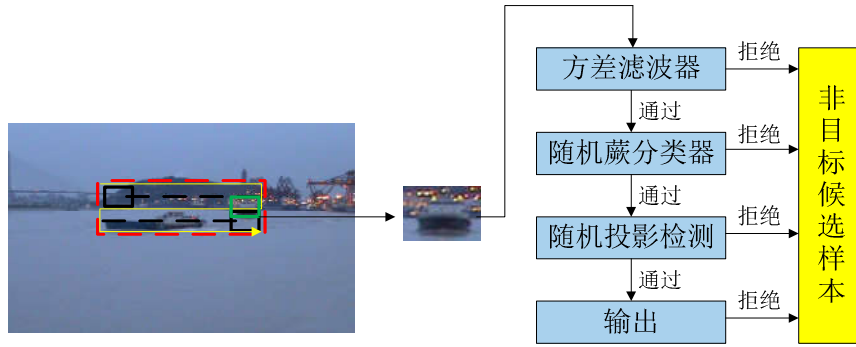 方差滤波器
拒绝
通过
随机蕨分类器
拒绝
通过
随机投影检测
拒绝
通过
输出
拒绝
非目标候选样本